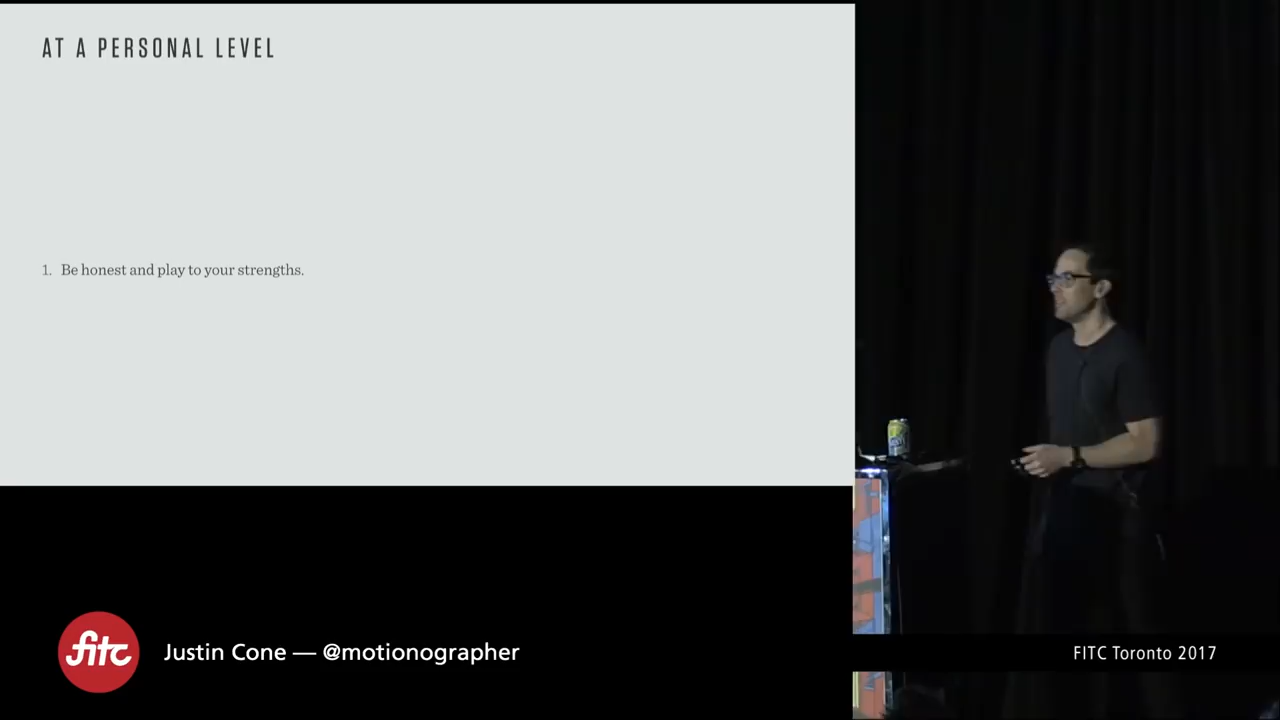 AT A PERSONAL LEVEL
1. Be honest and play to your strengths.
fitc
Justin Cone — @motionographer
FITC Toronto 2017